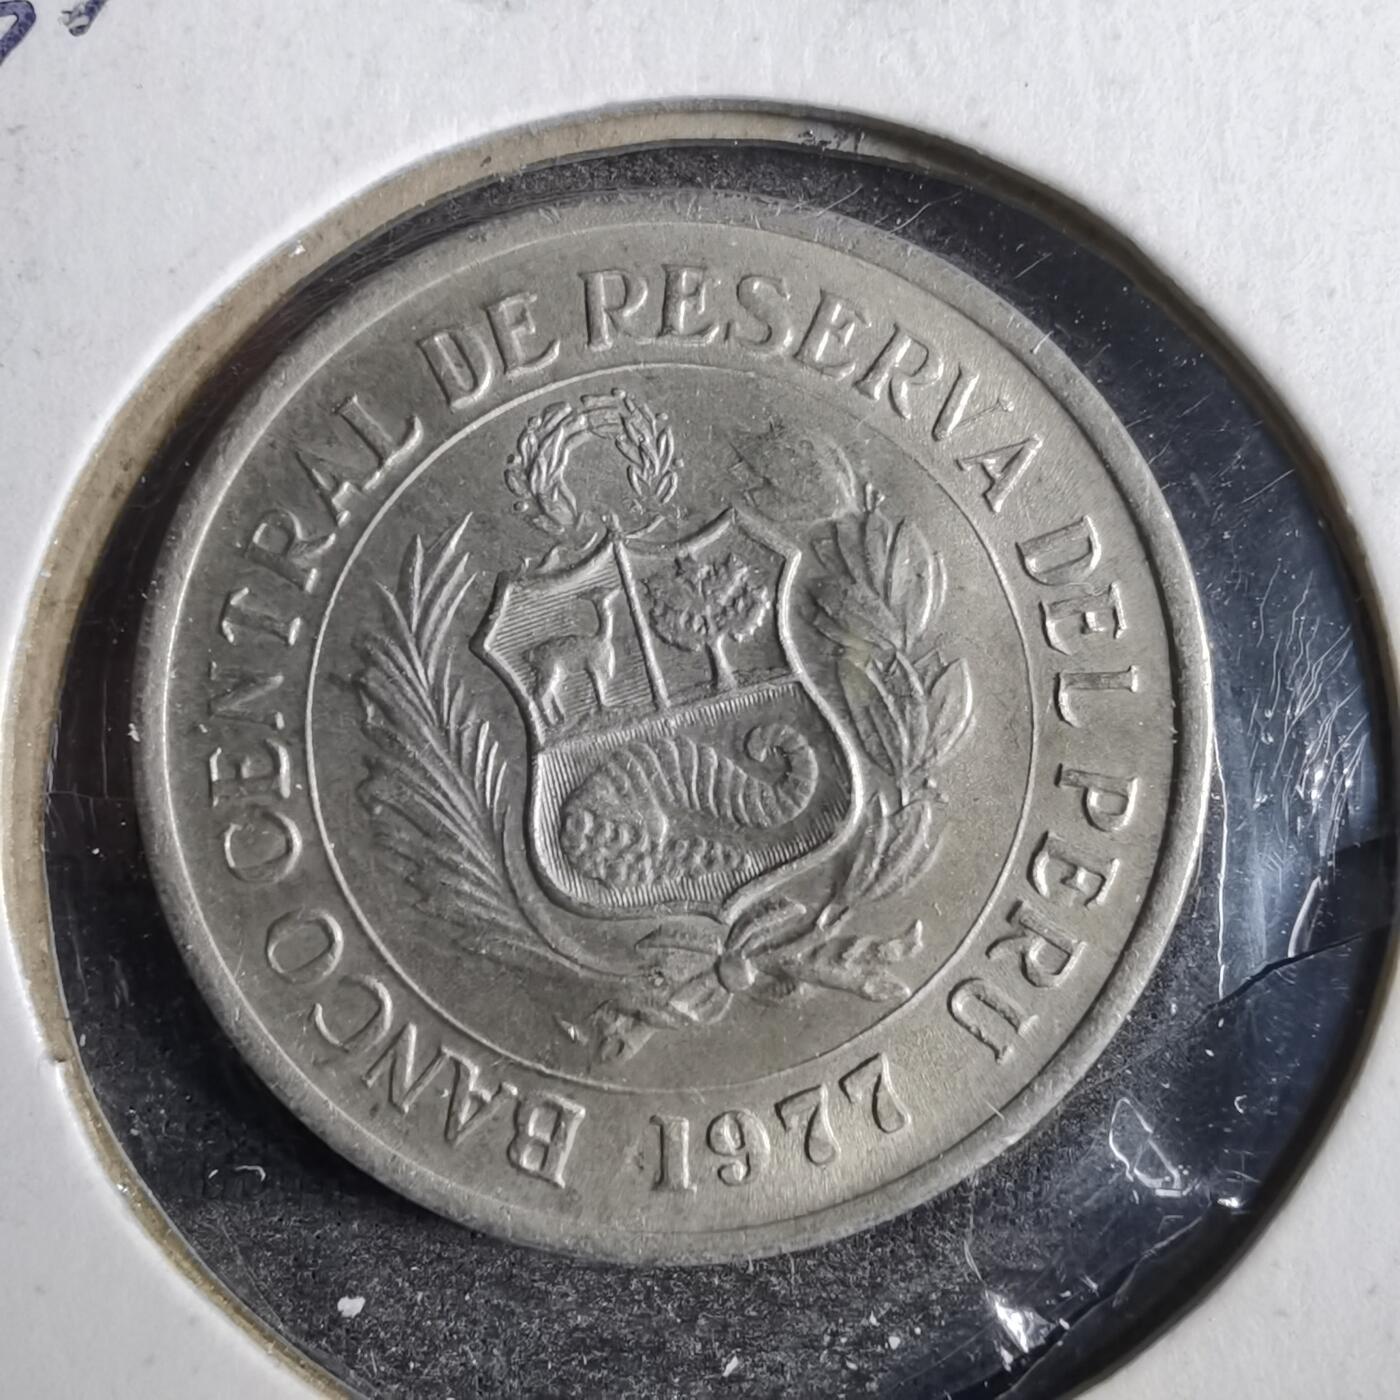 BANCO CENTRAL DE RESERVA DEL PERU
1977